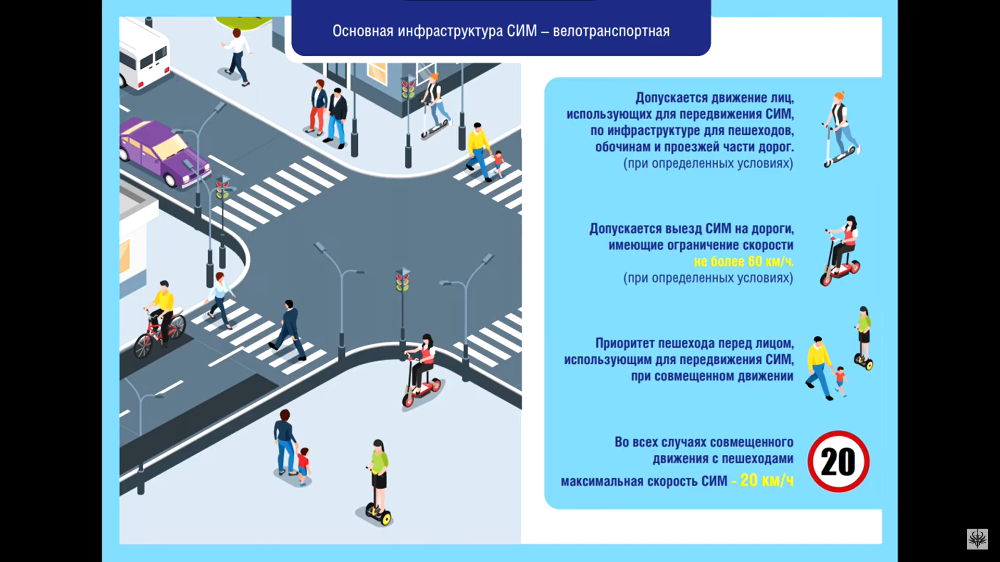 Основная инфраструктура СИМ – велотранспортная
Допускается движение лиц,
использующих для передвижения СИМ,
по инфраструктуре для пешеходов,
обочинам и проезжей части дорог.
(при определенных условиях)
Допускается выезд СИМ на дороги,
имеющие ограничение скорости
не более 60 км/ч.
(при определенных условиях)
Приоритет пешехода перед лицом,
использующим для передвижения СИМ,
при совмещенном движении
Во всех случаях совмещенного
движения с пешеходами
максимальная скорость СИМ - 20 км/ч
20